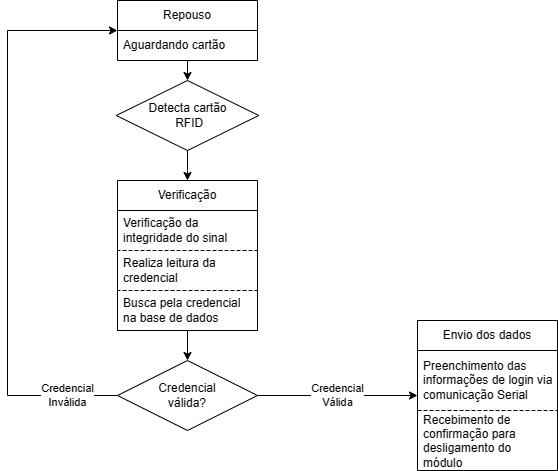 Repouso
Aguardando cartão
Detecta cartão
RFID
Verificação
Verificação da
integridade do sinal
Realiza leitura da
credencial
Busca pela credencial
na base de dados
Credencial
válida?
Credencial
Inválida
Credencial
Válida
Envio dos dados
Preenchimento das
informações de login via
comunicação Serial
Recebimento de
confirmação para
desligamento do
módulo